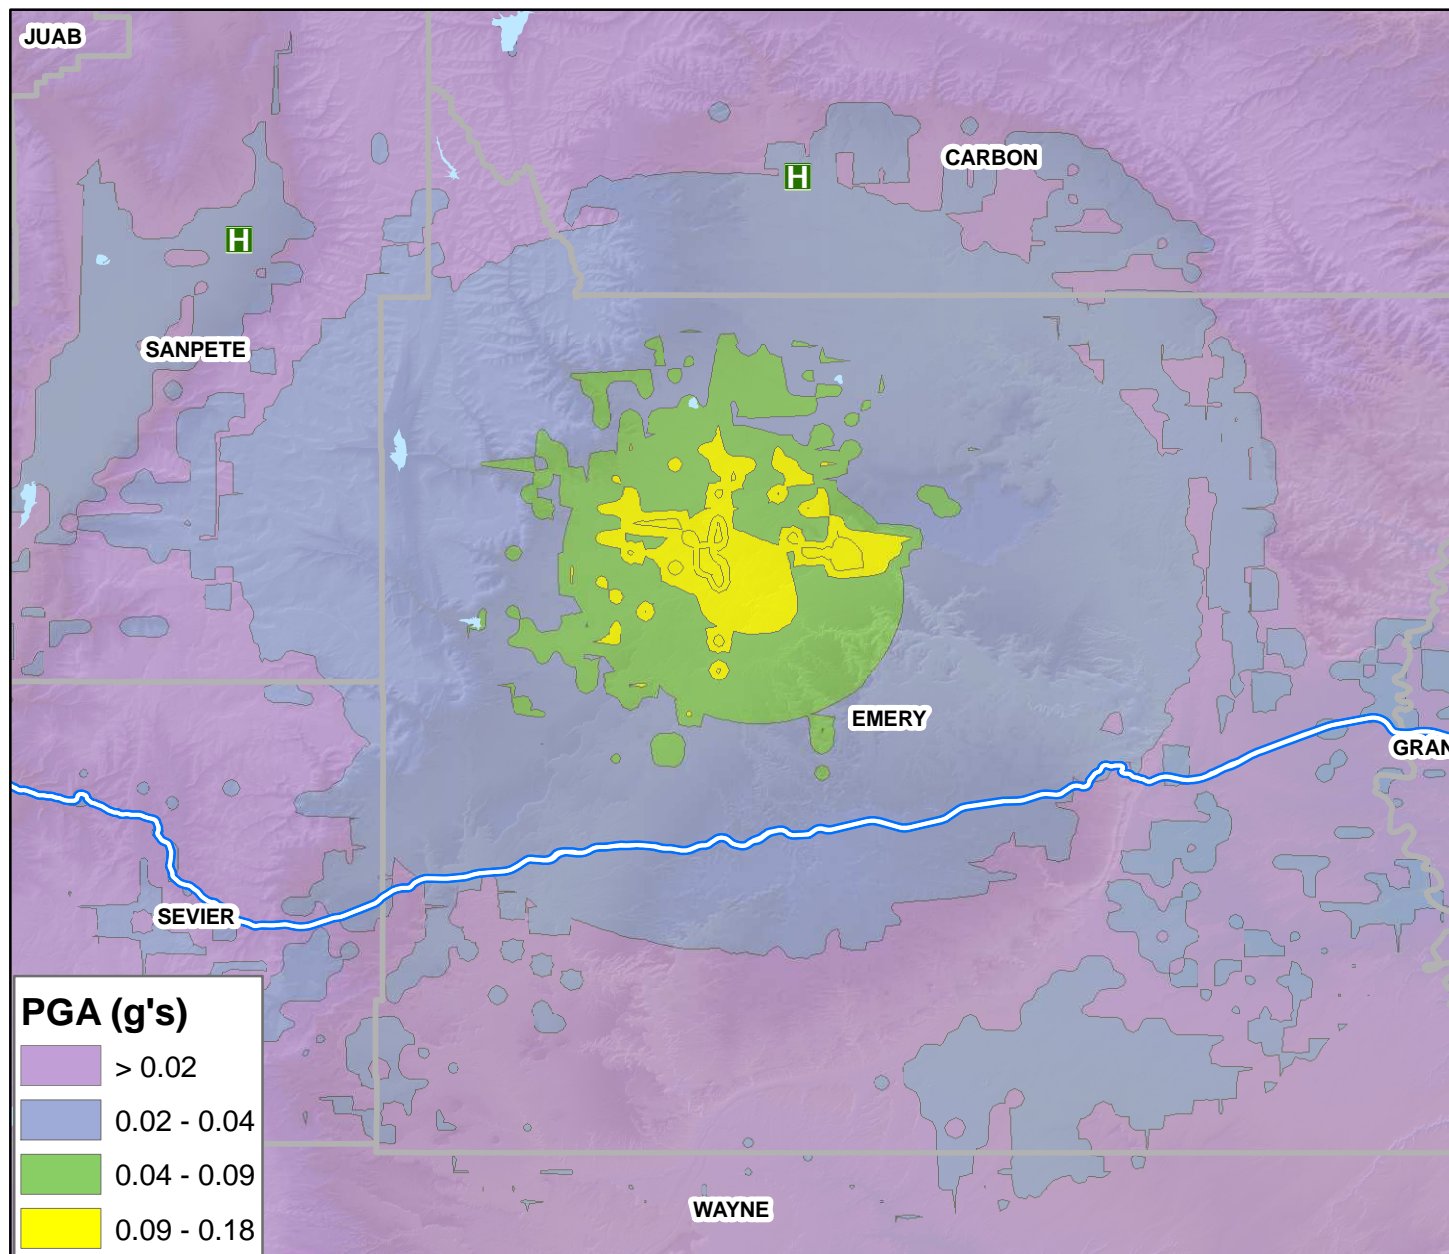 JUAB
H
CARBON
H
SANPETE
EMERY
GRAN
SEVIER
PGA (g's)
> 0.02
0.02 - 0.04
0.04 - 0.09
0.09 - 0.18
WAYNE